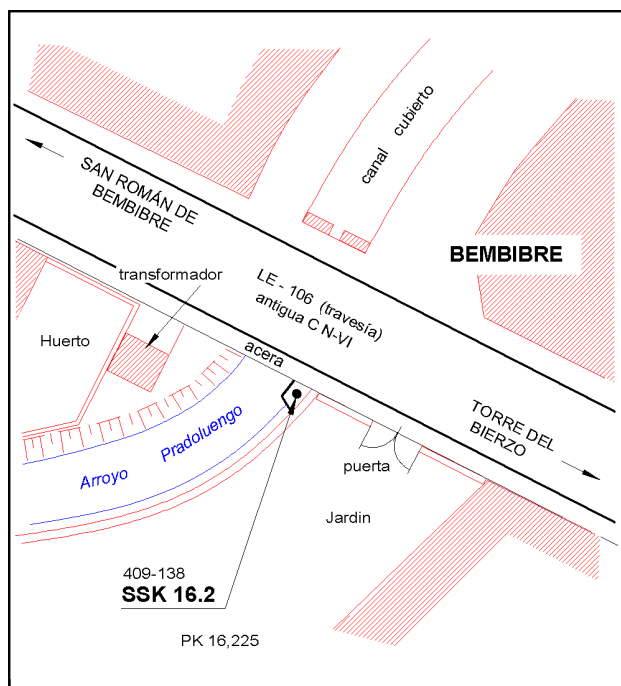 canal cubierto
SAN ROMÁN DE
BEMBIBRE
BEMBIBRE
transformador
LE - 106 (travesía)
antigua C N-VI
Huerto
acera
TORRE DEL
BIERZO
Arroyo Pradoluengo
puerta
Jardin
409-138
SSK 16.2
PK 16,225